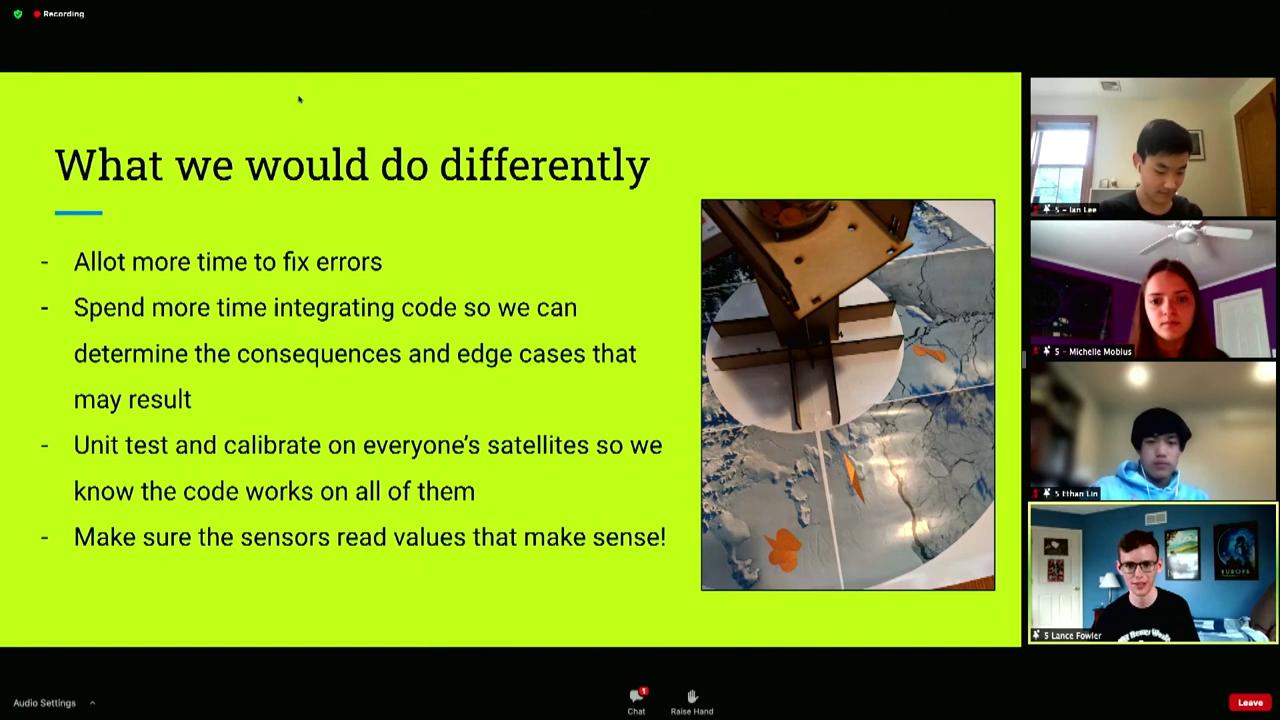 Recording
What we would do differently
- Allot more time to fix errors
- Spend more time integrating code so we can
determine the consequences and edge cases that
may result
- Unit test and calibrate on everyone's satellites so we
know the code works on all of them
- Make sure the sensors read values that make sense!
5 - Ian Lee
5 - Michelle Mobius
5 Ethan Lin
EUROPA
5 Lance Fowler
Audio Settings
1
Chat
Raise Hand
Leave